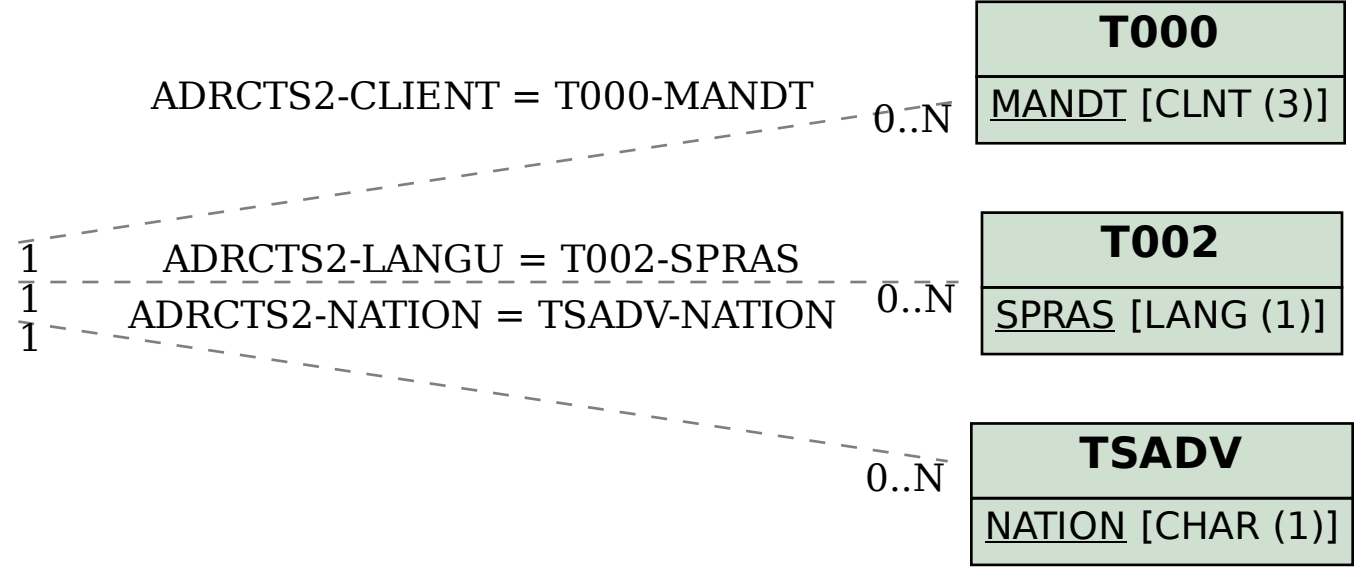 T000
ADRCTS2-CLIENT = T000-MANDT
0..N
MANDT [CLNT (3)]
T002
1
ADRCTS2-LANGU = T002-SPRAS
1
0..N
SPRAS [LANG (1)]
ADRCTS2-NATION = TSADV-NATION
1
TSADV
0..N
NATION [CHAR (1)]